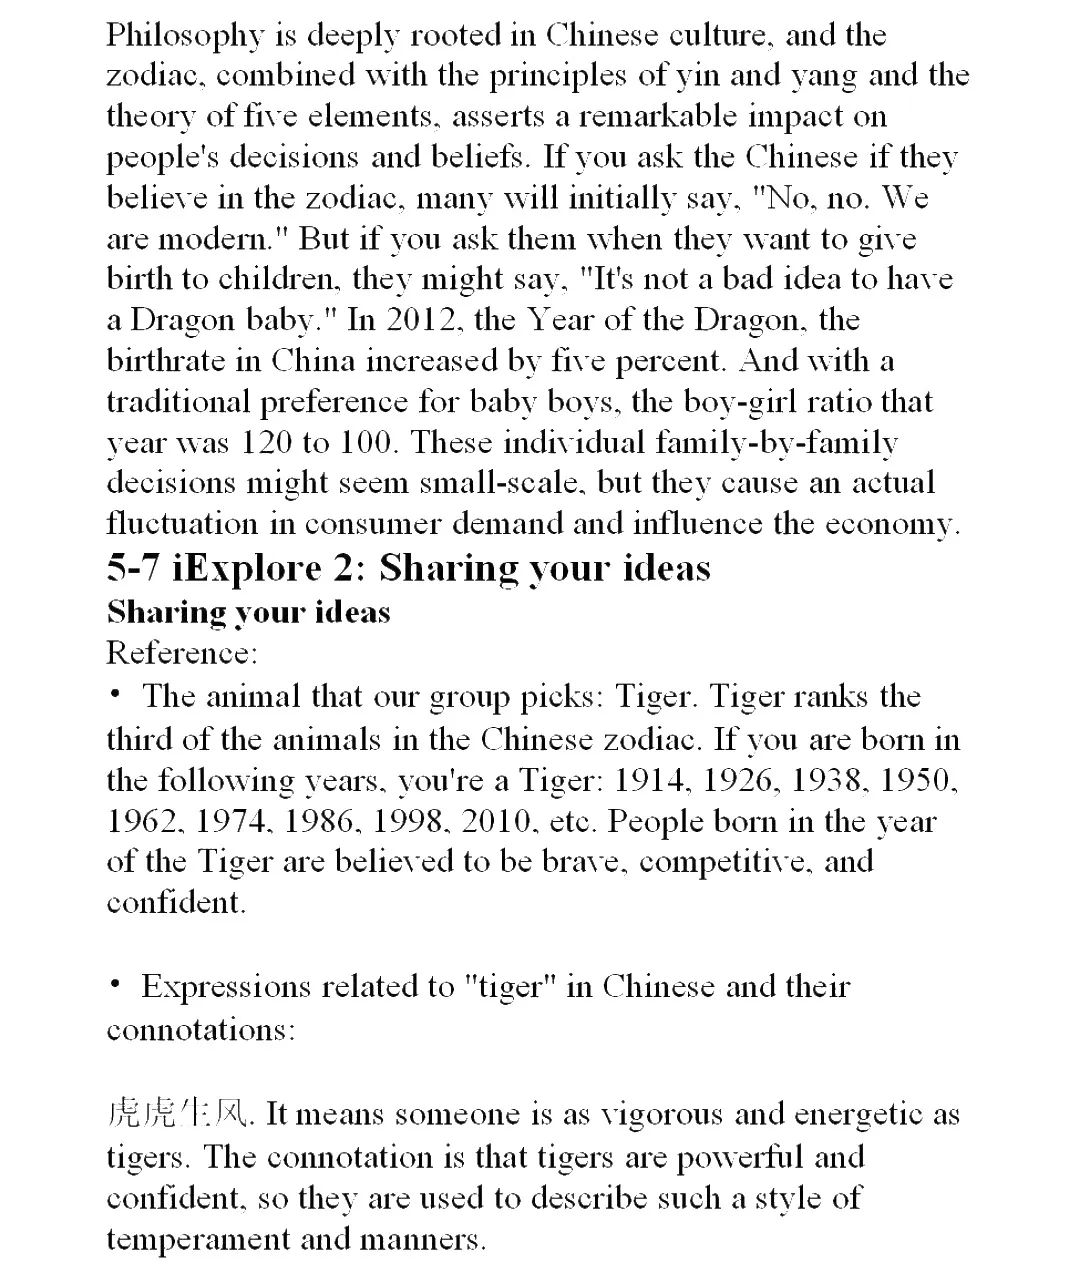 Philosophy is deeply rooted in Chinese culture, and the
zodiac, combined with the principles of yin and yang and the
theory of five elements, asserts a remarkable impact on
people's decisions and beliefs. If you ask the Chinese if they
believe in the zodiac, many will initially say, "No, no. We
are modern." But if you ask them when they want to give
birth to children, they might say, "It's not a bad idea to have
a Dragon baby." In 2012, the Year of the Dragon, the
birthrate in China increased by five percent. And with a
traditional preference for baby boys, the boy-girl ratio that
year was 120 to 100. These individual family-by-family
decisions might seem small-scale, but they cause an actual
fluctuation in consumer demand and influence the economy.
5-7 iExplore 2: Sharing your ideas
Sharing your ideas
Reference:
• The animal that our group picks: Tiger. Tiger ranks the
third of the animals in the Chinese zodiac. If you are born in
the following years, you're a Tiger: 1914, 1926, 1938, 1950,
1962, 1974, 1986, 1998, 2010, etc. People born in the year
of the Tiger are believed to be brave, competitive, and
confident.
• Expressions related to "tiger" in Chinese and their
connotations:
虎虎生风. It means someone is as vigorous and energetic as
tigers. The connotation is that tigers are powerful and
confident, so they are used to describe such a style of
temperament and manners.